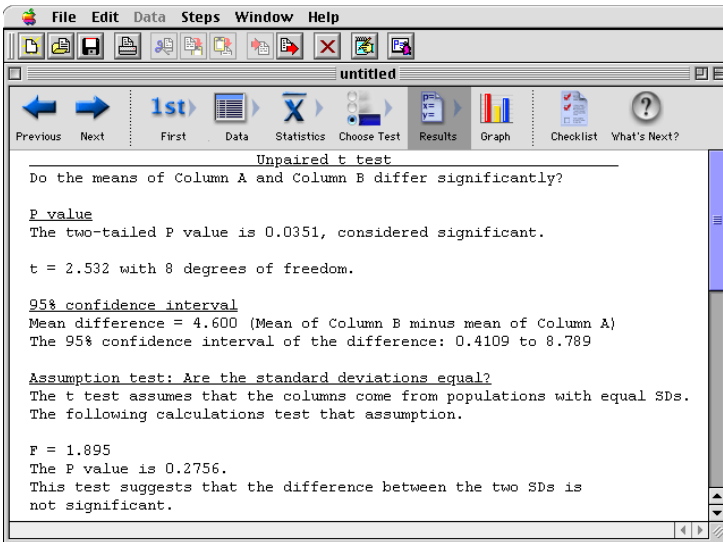 File Edit Data Steps Window Help
untitled
1st
Previous Next First Data Statistics Choose Test Results Graph Checklist What's Next?
Unpaired t test
Do the means of Column A and Column B differ significantly?
P value
The two-tailed P value is 0.0351, considered significant.
t = 2.532 with 8 degrees of freedom.
95% confidence interval
Mean difference = 4.600 (Mean of Column B minus mean of Column A)
The 95% confidence interval of the difference: 0.4109 to 8.789
Assumption test: Are the standard deviations equal?
The t test assumes that the columns come from populations with equal SDs.
The following calculations test that assumption.
F = 1.895
The P value is 0.2756.
This test suggests that the difference between the two SDs is
not significant.